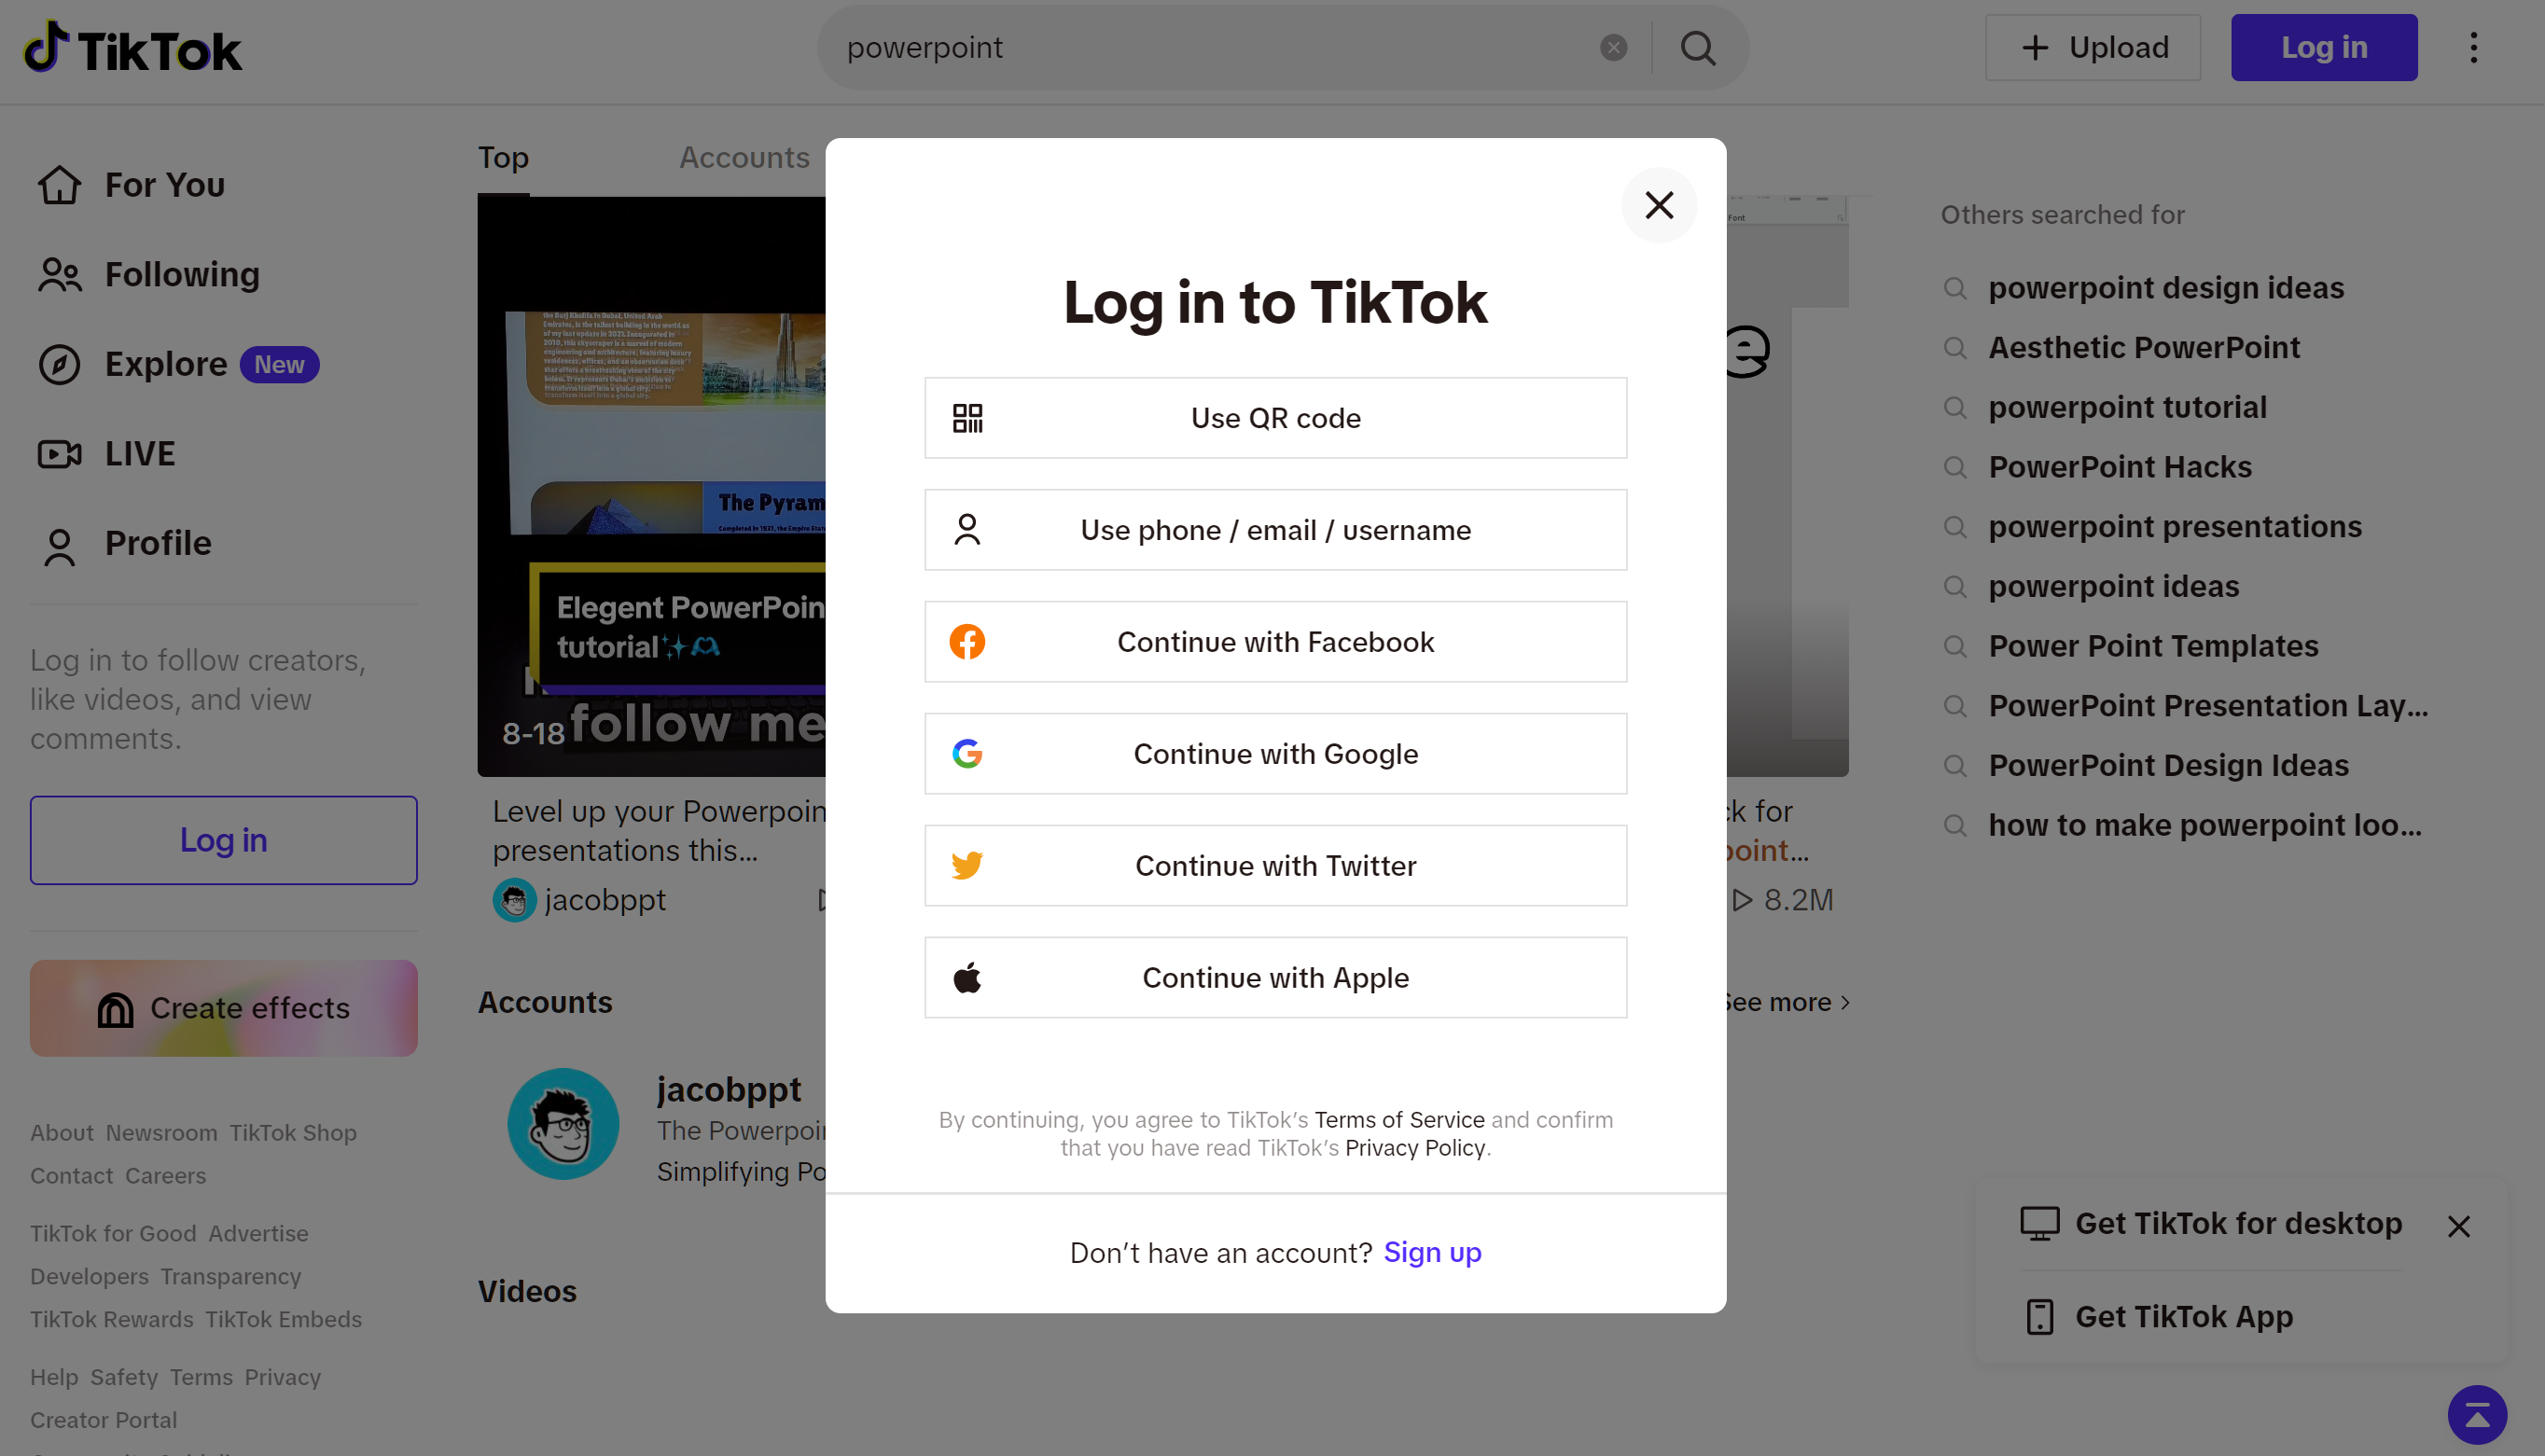 TikTok
powerpoint
Upload
Log in
For You
Following
Explore
New
LIVE
Profile
Log in to follow creators,
like videos, and view
comments.
Log in
Create effects
About Newsroom TikTok Shop
Contact Careers
TikTok for Good Advertise
Developers Transparency
TikTok Rewards TikTok Embeds
Help Safety Terms Privacy
Creator Portal
Top
Accounts
The Pyram
Elegent PowerPoin
tutorial
8-18
follow me
Level up your Powerpoin
presentations this...
jacobppt
Accounts
jacobppt
The Powerpoin
Simplifying Po
Videos
Log in to TikTok
Use QR code
Use phone / email / username
Continue with Facebook
Continue with Google
Continue with Twitter
Continue with Apple
By continuing, you agree to TikTok’s Terms of Service and confirm
that you have read TikTok’s Privacy Policy.
Don’t have an account? Sign up
Font
e
ck for
point...
8.2M
See more
Others searched for
powerpoint design ideas
Aesthetic PowerPoint
powerpoint tutorial
PowerPoint Hacks
powerpoint presentations
powerpoint ideas
Power Point Templates
PowerPoint Presentation Lay...
PowerPoint Design Ideas
how to make powerpoint loo...
Get TikTok for desktop
Get TikTok App